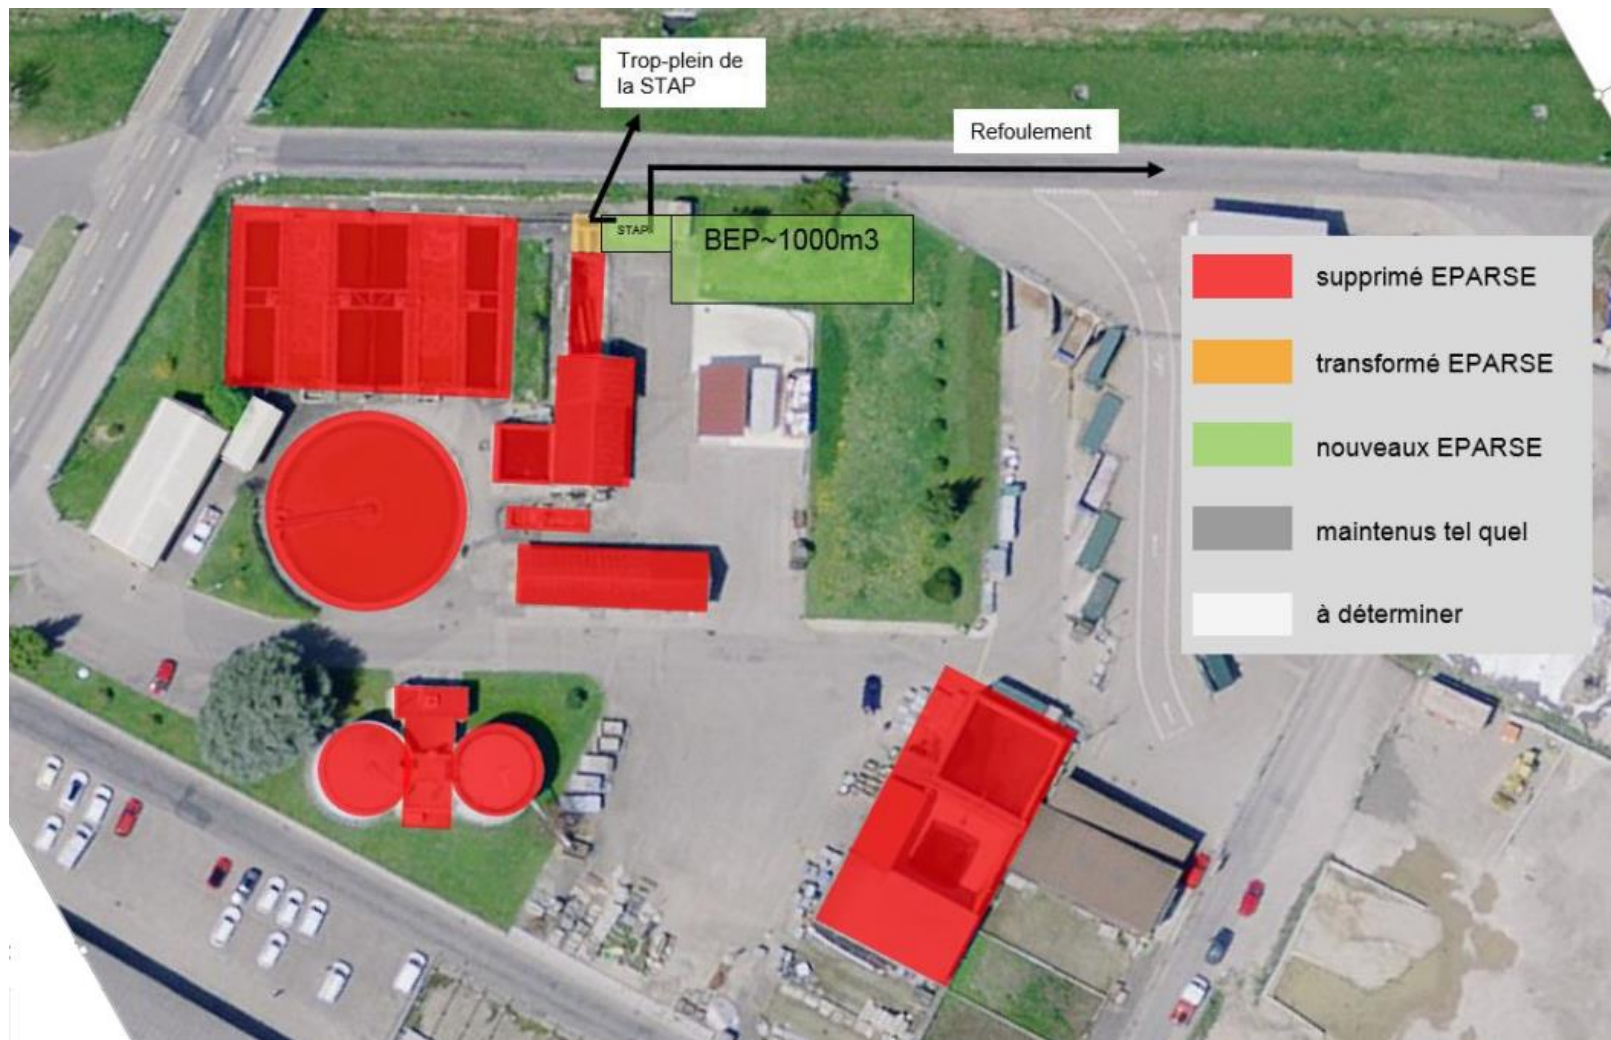 Trop-plein de
la STAP
Refoulement
STAP
BEP~1000m3
supprimé EPARSE
transformé EPARSE
nouveaux EPARSE
maintenus tel quel
à déterminer